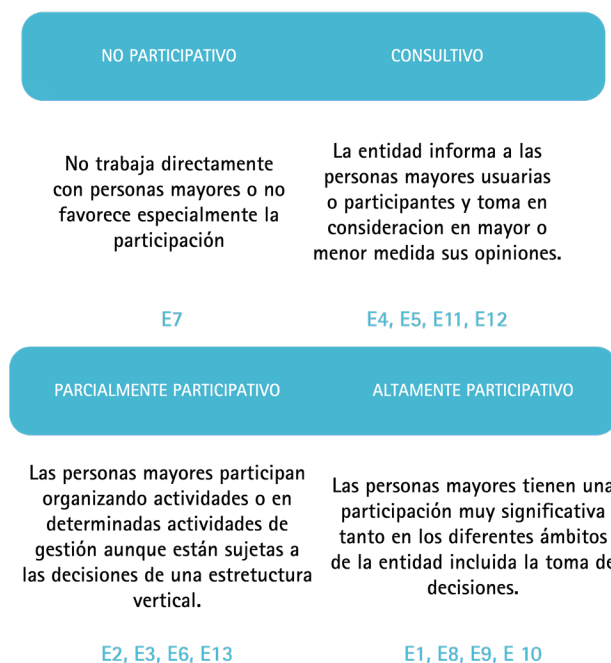 NO PARTICIPATIVO
CONSULTIVO
No trabaja directamente
con personas mayores o no
favorece especialmente la
participación
La entidad informa a las
personas mayores usuarias
o participantes y toma en
consideracion en mayor o
menor medida sus opiniones.
E7
E4, E5, E11, E12
PARCIALMENTE PARTICIPATIVO
ALTAMENTE PARTICIPATIVO
Las personas mayores participan
organizando actividades o en
determinadas actividades de
gestión aunque están sujetas a
las decisiones de una estretuctura
vertical.
Las personas mayores tienen una
participación muy significativa
tanto en los diferentes ámbitos
de la entidad incluida la toma de
decisiones.
E2, E3, E6, E13
E1, E8, E9, E 10